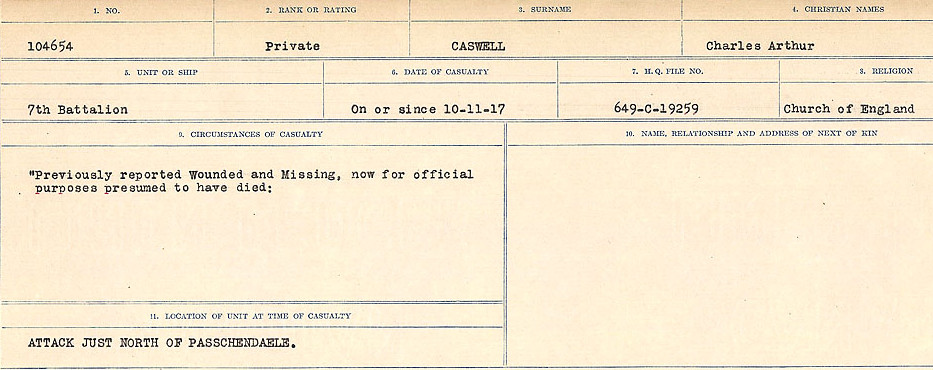 1. NO. 2. RANK OR RATING 3. SURNAME 4. CHRISTIAN NAMES
104654 Private CASWELL Charles Arthur
5. UNIT OR SHIP 6. DATE OF CASUALTY 7. H.Q. FILE NO. 8. RELIGION
7th Battalion On or since 10-11-17 649-C-19259 Church of England
9. CIRCUMSTANCES OF CASUALTY 10. NAME, RELATIONSHIP AND ADDRESS OF NEXT OF KIN
"Previously reported Wounded and Missing, now for official
purposes presumed to have died:
11. LOCATION OF UNIT AT TIME OF CASUALTY
ATTACK JUST NORTH OF PASSCHENDAELE.